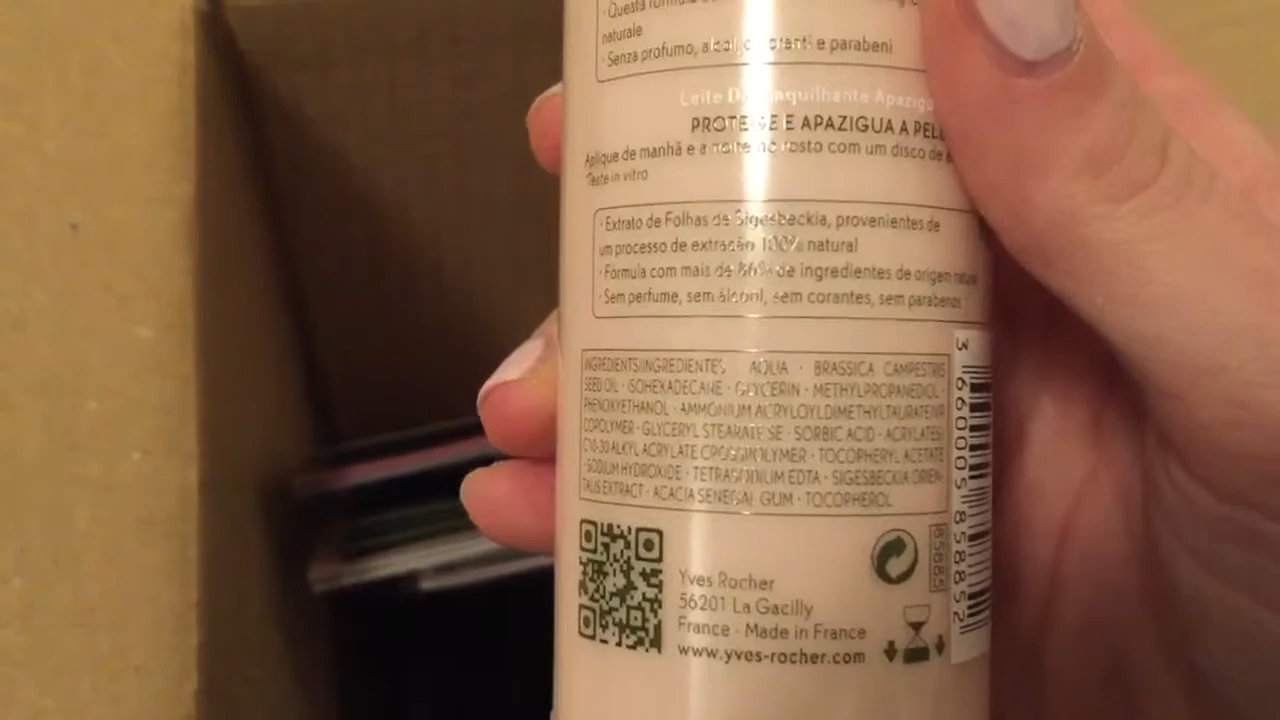 · Questa formula
naturale
· Senza profumo, alcol, coloranti e parabeni
Leite Desmaquilhante
PROTEGE E APAZIGUA A
Aplique de manhã e à noite no rosto com um disco de
*Teste in vitro
· Extrato de Folhas de Sigesbeckia, provenientes de
um processo de extração 100% natural
· Fórmula com mais de 86% de ingredientes de origem natural
· Sem perfume, sem álcool, sem corantes, sem parabenos
INGREDIENTS/INGREDIENTES AQUA · BRASSICA CAMPESTRIS
SEED OIL · ISOHEXADECANE · GLYCERIN · METHYLPROPANEDIOL ·
PHENOXYETHANOL · AMMONIUM ACRYLOYLDIMETHYLTAURATE/VP
COPOLYMER · GLYCERYL STEARATE SE · SORBIC ACID · ACRYLATES/
C10-30 ALKYL ACRYLATE CROSSPOLYMER · TOCOPHERYL ACETATE
· SODIUM HYDROXIDE · TETRASODIUM EDTA · SIGESBECKIA ORIEN-
TALIS EXTRACT · ACACIA SENEGAL GUM · TOCOPHEROL
Yves Rocher
56201 La Gacilly
France · Made in France
www.yves-rocher.com
85885
3 660005 858852